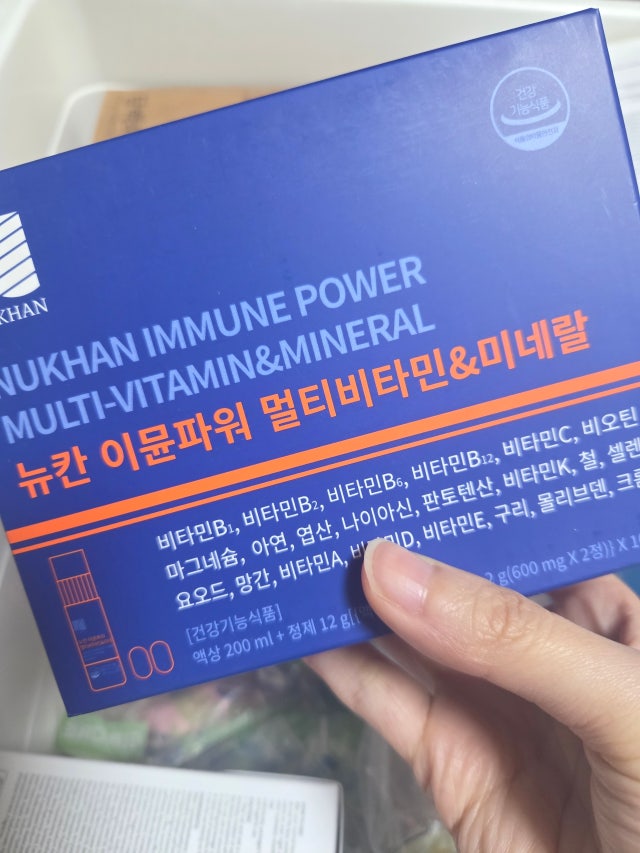 건강
기능식품
KHAN
NUKHAN IMMUNE POWER
MULTI-VITAMIN&MINERAL
뉴칸 이뮨파워 멀티비타민&미네랄
비타민B₁, 비타민B₂, 비타민B₆, 비타민B₁₂, 비타민C, 비오틴
마그네슘, 아연, 엽산, 나이아신, 판토텐산, 비타민K, 철, 셀렌
요오드, 망간, 비타민A, 비타민D, 비타민E, 구리, 몰리브덴, 크롬
[건강기능식품]
액상 200 ml + 정제 12 g[{ 2 g(600 mg X 2정)} X 10